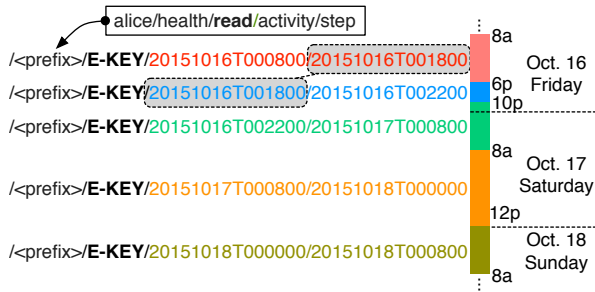 alice/health/read/activity/step
/<prefix>/E-KEY/20151016T000800/20151016T001800
/<prefix>/E-KEY/20151016T001800/20151016T002200
/<prefix>/E-KEY/20151016T002200/20151017T000800
/<prefix>/E-KEY/20151017T000800/20151018T000000
/<prefix>/E-KEY/20151018T000000/20151018T000800
8a
6p
10p
8a
12p
8a
Oct. 16
Friday
Oct. 17
Saturday
Oct. 18
Sunday